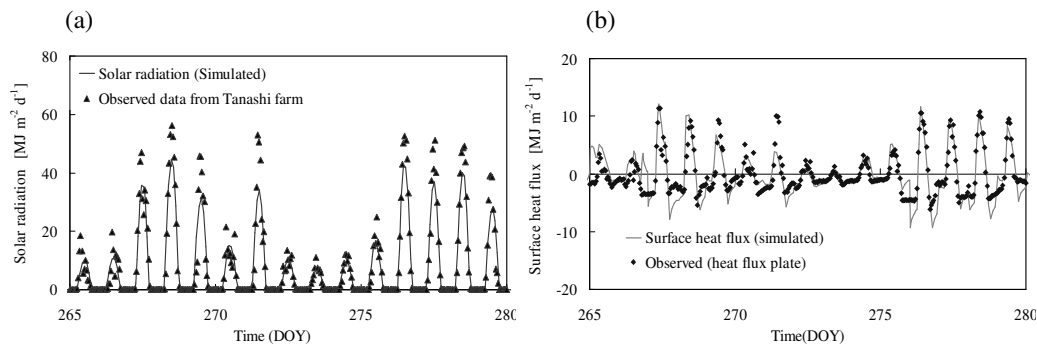 (a)
80
60
40
20
0
Solar radiation [MJ m-2 d-1]
Solar radiation (Simulated)
Observed data from Tanashi farm
265
270
275
280
Time (DOY)
(b)
20
10
0
-10
-20
Surface heat flux [MJ m-2 d-1]
Surface heat flux (simulated)
Observed (heat flux plate)
265
270
275
280
Time(DOY)